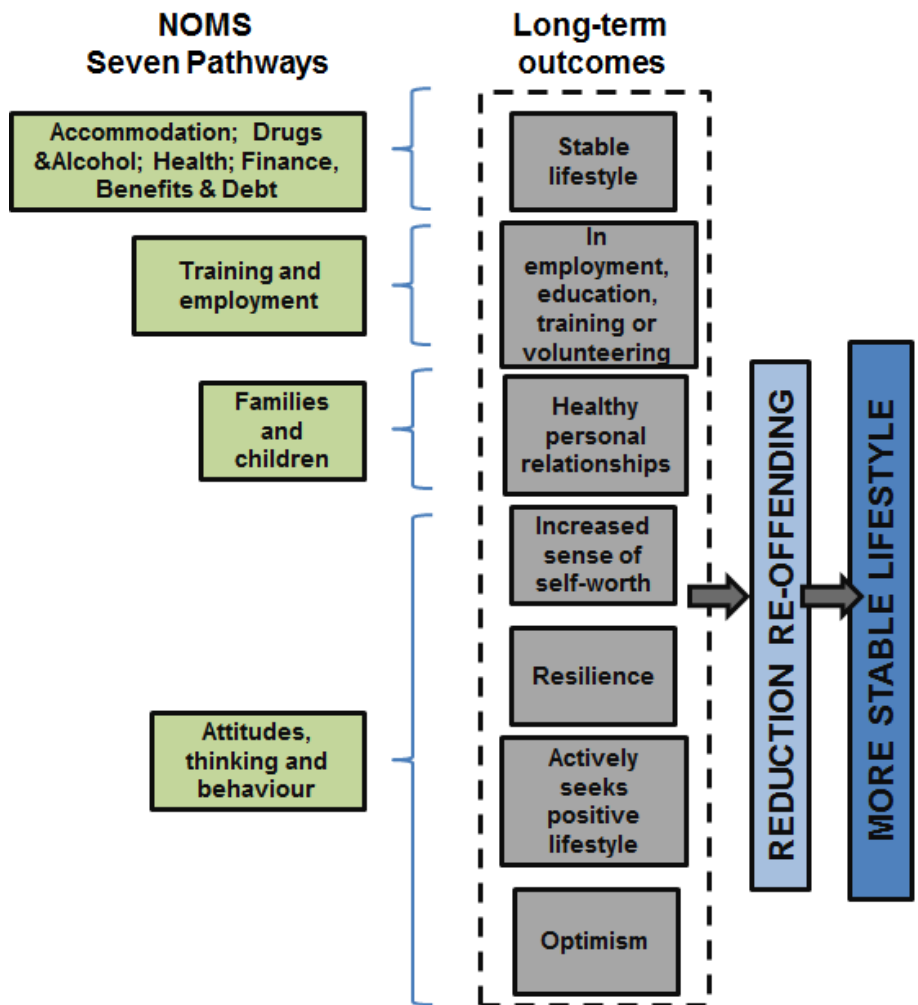 NOMS
Seven Pathways
Long-term
outcomes
Accommodation; Drugs
&Alcohol; Health; Finance,
Benefits & Debt
Stable
lifestyle
Training and
employment
In
employment,
education,
training or
volunteering
Families
and
children
Healthy
personal
relationships
Attitudes,
thinking and
behaviour
Increased
sense of
self-worth
Resilience
Actively
seeks
positive
lifestyle
Optimism
REDUCTION RE-OFFENDING
MORE STABLE LIFESTYLE